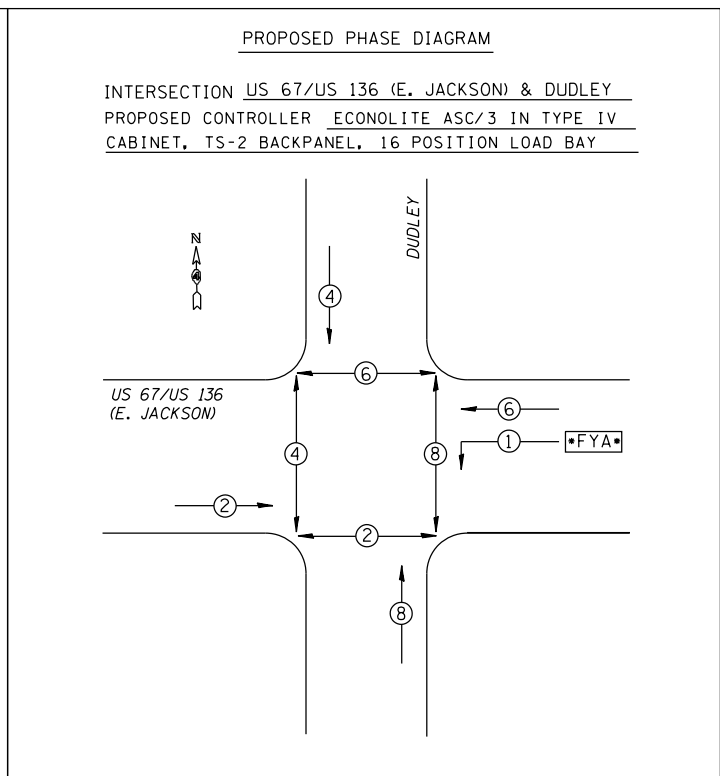 PROPOSED PHASE DIAGRAM
INTERSECTION US 67/US 136 (E. JACKSON) & DUDLEY
PROPOSED CONTROLLER ECONOLITE ASC/3 IN TYPE IV
CABINET, TS-2 BACKPANEL, 16 POSITION LOAD BAY
DUDLEY
N
4
6
US 67/US 136
(E. JACKSON)
6
4
8
1
*FYA*
2
2
8